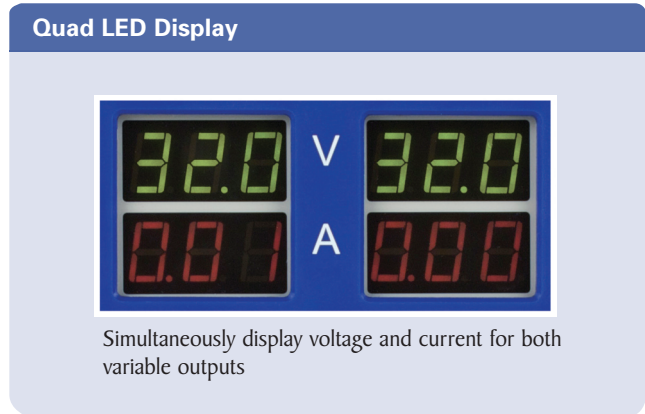 Quad LED Display
32.0 V 32.0
0.01 A 0.00
Simultaneously display voltage and current for both
variable outputs